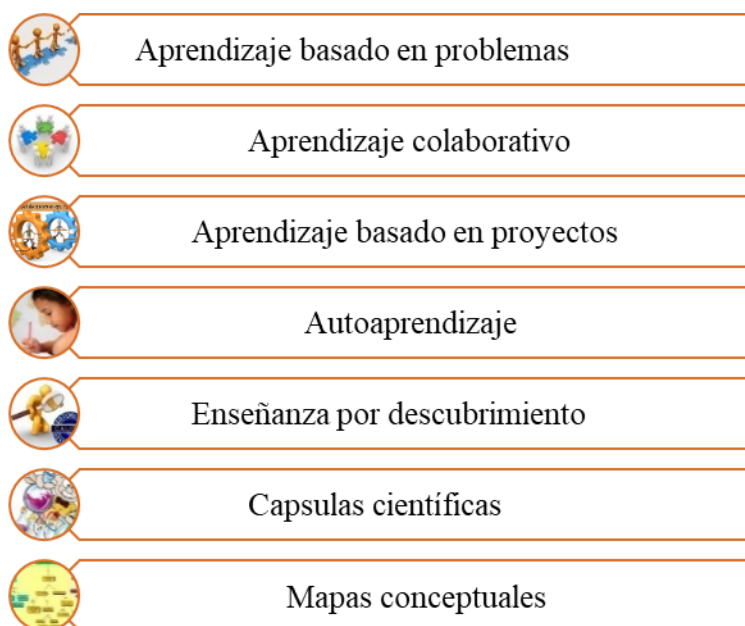 Aprendizaje basado en problemas
Aprendizaje colaborativo
Aprendizaje basado en proyectos
Autoaprendizaje
Enseñanza por descubrimiento
Capsulas científicas
Mapas conceptuales